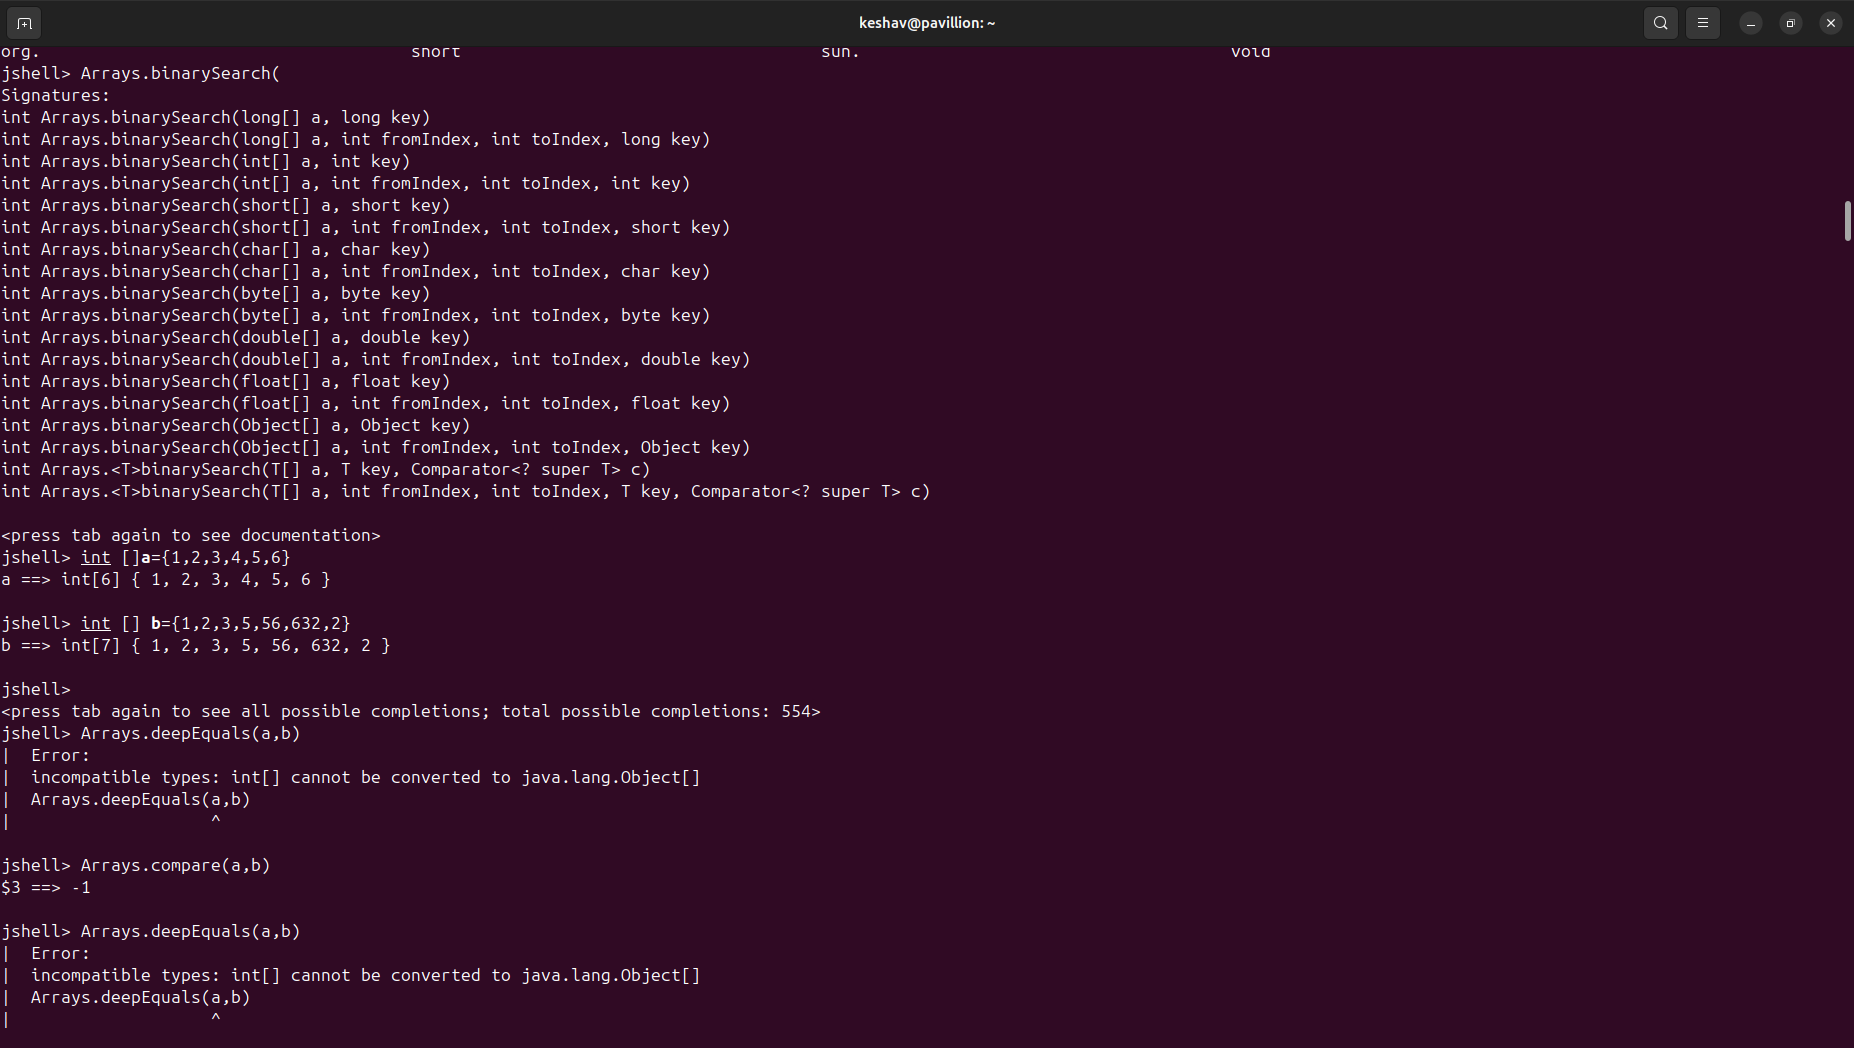 keshav@pavillion: ~
org. short sun. void
jshell> Arrays.binarySearch(
Signatures:
int Arrays.binarySearch(long[] a, long key)
int Arrays.binarySearch(long[] a, int fromIndex, int toIndex, long key)
int Arrays.binarySearch(int[] a, int key)
int Arrays.binarySearch(int[] a, int fromIndex, int toIndex, int key)
int Arrays.binarySearch(short[] a, short key)
int Arrays.binarySearch(short[] a, int fromIndex, int toIndex, short key)
int Arrays.binarySearch(char[] a, char key)
int Arrays.binarySearch(char[] a, int fromIndex, int toIndex, char key)
int Arrays.binarySearch(byte[] a, byte key)
int Arrays.binarySearch(byte[] a, int fromIndex, int toIndex, byte key)
int Arrays.binarySearch(double[] a, double key)
int Arrays.binarySearch(double[] a, int fromIndex, int toIndex, double key)
int Arrays.binarySearch(float[] a, float key)
int Arrays.binarySearch(float[] a, int fromIndex, int toIndex, float key)
int Arrays.binarySearch(Object[] a, Object key)
int Arrays.binarySearch(Object[] a, int fromIndex, int toIndex, Object key)
int Arrays.<T>binarySearch(T[] a, T key, Comparator<? super T> c)
int Arrays.<T>binarySearch(T[] a, int fromIndex, int toIndex, T key, Comparator<? super T> c)
<press tab again to see documentation>
jshell> int []a={1,2,3,4,5,6}
a ==> int[6] { 1, 2, 3, 4, 5, 6 }
jshell> int [] b={1,2,3,5,56,632,2}
b ==> int[7] { 1, 2, 3, 5, 56, 632, 2 }
jshell>
<press tab again to see all possible completions; total possible completions: 554>
jshell> Arrays.deepEquals(a,b)
|  Error:
|  incompatible types: int[] cannot be converted to java.lang.Object[]
|  Arrays.deepEquals(a,b)
|                    ^
jshell> Arrays.compare(a,b)
$3 ==> -1
jshell> Arrays.deepEquals(a,b)
|  Error:
|  incompatible types: int[] cannot be converted to java.lang.Object[]
|  Arrays.deepEquals(a,b)
|                    ^